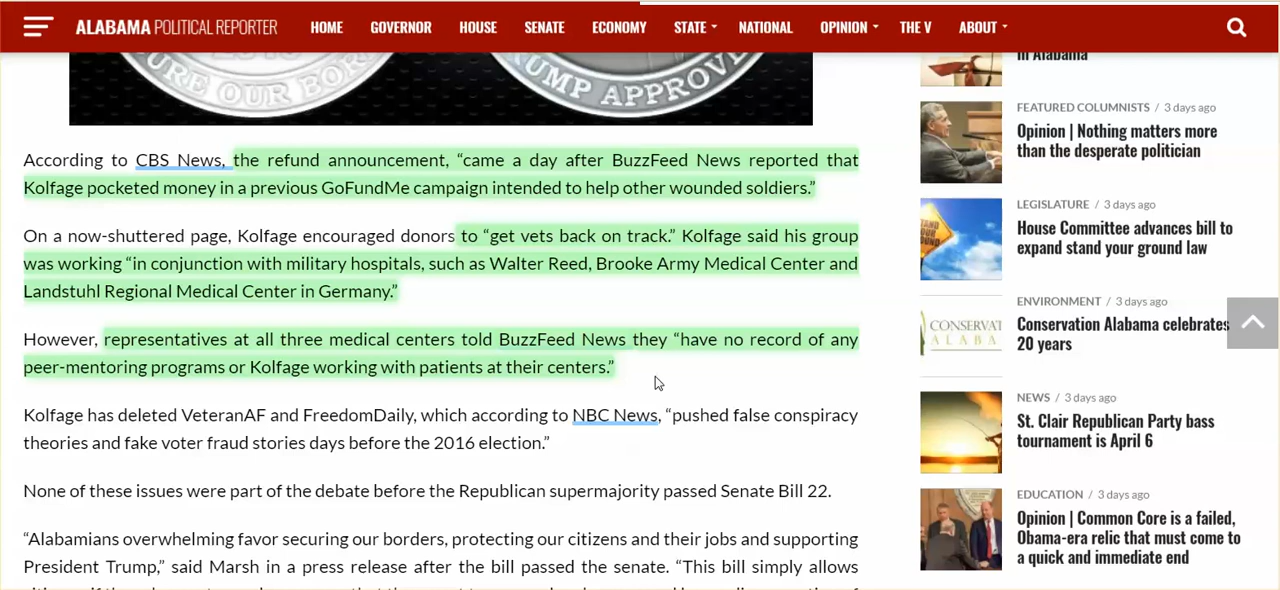 ALABAMA POLITICAL REPORTER HOME GOVERNOR HOUSE SENATE ECONOMY STATE NATIONAL OPINION THE V ABOUT
URE OUR BOR
UMP APPROVE
According to CBS News, the refund announcement, “came a day after BuzzFeed News reported that
Kolfage pocketed money in a previous GoFundMe campaign intended to help other wounded soldiers.”
On a now-shuttered page, Kolfage encouraged donors to “get vets back on track.” Kolfage said his group
was working “in conjunction with military hospitals, such as Walter Reed, Brooke Army Medical Center and
Landstuhl Regional Medical Center in Germany.”
However, representatives at all three medical centers told BuzzFeed News they “have no record of any
peer-mentoring programs or Kolfage working with patients at their centers.”
Kolfage has deleted VeteranAF and FreedomDaily, which according to NBC News, “pushed false conspiracy
theories and fake voter fraud stories days before the 2016 election.”
None of these issues were part of the debate before the Republican supermajority passed Senate Bill 22.
“Alabamians overwhelming favor securing our borders, protecting our citizens and their jobs and supporting
President Trump,” said Marsh in a press release after the bill passed the senate. “This bill simply allows
in Alabama
FEATURED COLUMNISTS / 3 days ago
Opinion | Nothing matters more
than the desperate politician
LEGISLATURE / 3 days ago
House Committee advances bill to
expand stand your ground law
ENVIRONMENT / 3 days ago
Conservation Alabama celebrates
20 years
CONSERVAT
ALABA
NEWS / 3 days ago
St. Clair Republican Party bass
tournament is April 6
EDUCATION / 3 days ago
Opinion | Common Core is a failed,
Obama-era relic that must come to
a quick and immediate end